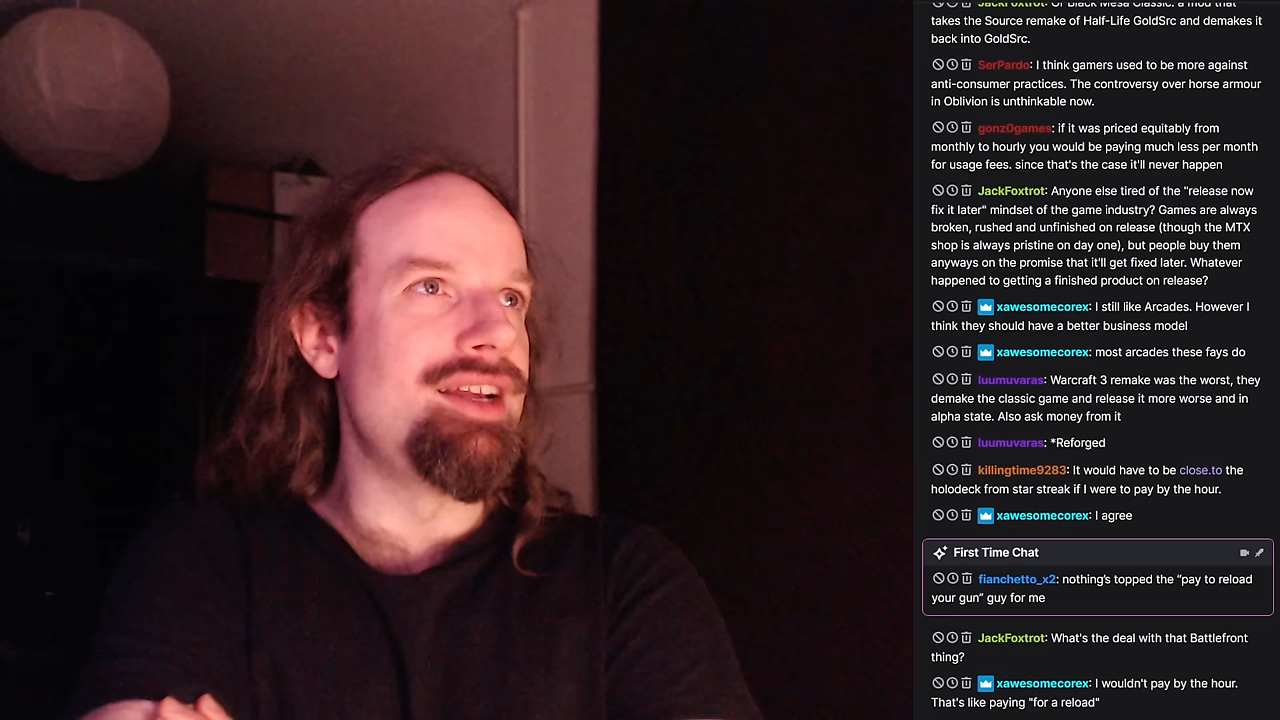 JackFoxtrot: Or Black Mesa Classic. a mod that
takes the Source remake of Half-Life GoldSrc and demakes it
back into GoldSrc.
SerPardo: I think gamers used to be more against
anti-consumer practices. The controversy over horse armour
in Oblivion is unthinkable now.
gonz0games: if it was priced equitably from
monthly to hourly you would be paying much less per month
for usage fees. since that's the case it'll never happen
JackFoxtrot: Anyone else tired of the "release now
fix it later" mindset of the game industry? Games are always
broken, rushed and unfinished on release (though the MTX
shop is always pristine on day one), but people buy them
anyways on the promise that it'll get fixed later. Whatever
happened to getting a finished product on release?
xawesomecorex: I still like Arcades. However I
think they should have a better business model
xawesomecorex: most arcades these fays do
luumuvaras: Warcraft 3 remake was the worst, they
demake the classic game and release it more worse and in
alpha state. Also ask money from it
luumuvaras: *Reforged
killingtime9283: It would have to be close.to the
holodeck from star streak if I were to pay by the hour.
xawesomecorex: I agree
First Time Chat
fianchetto_x2: nothing's topped the “pay to reload
your gun” guy for me
JackFoxtrot: What's the deal with that Battlefront
thing?
xawesomecorex: I wouldn't pay by the hour.
That's like paying "for a reload"